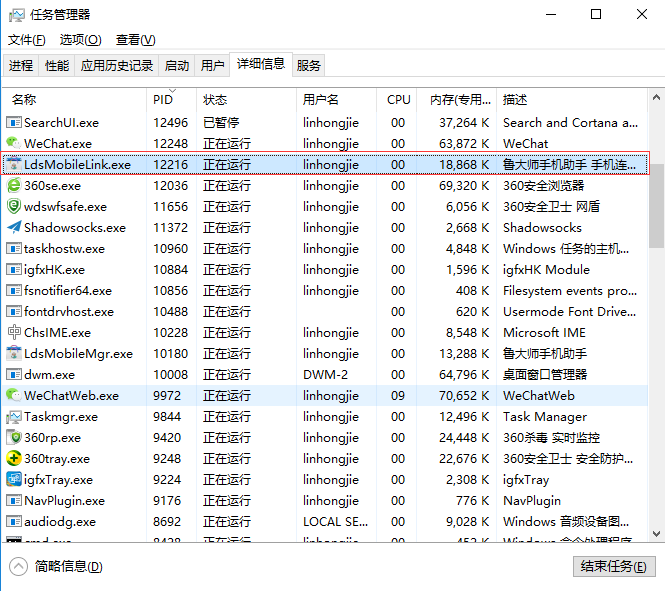 任务管理器
文件(F) 选项(O) 查看(V)
进程 性能 应用历史记录 启动 用户 详细信息 服务
名称 PID 状态 用户名 CPU 内存(专用... 描述
SearchUI.exe 12496 已暂停 linhongjie 00 37,264 K Search and Cortana a...
WeChat.exe 12248 正在运行 linhongjie 00 63,872 K WeChat
LdsMobileLink.exe 12216 正在运行 linhongjie 00 18,868 K 鲁大师手机助手 手机连...
360se.exe 12036 正在运行 linhongjie 00 69,320 K 360安全浏览器
wdswfsafe.exe 11656 正在运行 linhongjie 00 6,056 K 360安全卫士 网盾
Shadowsocks.exe 11372 正在运行 linhongjie 00 2,668 K Shadowsocks
taskhostw.exe 10960 正在运行 linhongjie 00 4,848 K Windows 任务的主机...
igfxHK.exe 10884 正在运行 linhongjie 00 1,596 K igfxHK Module
fsnotifier64.exe 10856 正在运行 linhongjie 00 408 K Filesystem events pro...
fontdrvhost.exe 10488 正在运行 00 620 K Usermode Font Drive...
ChsIME.exe 10228 正在运行 linhongjie 00 8,548 K Microsoft IME
LdsMobileMgr.exe 10180 正在运行 linhongjie 00 13,288 K 鲁大师手机助手
dwm.exe 10008 正在运行 DWM-2 00 64,796 K 桌面窗口管理器
WeChatWeb.exe 9972 正在运行 linhongjie 09 70,652 K WeChatWeb
Taskmgr.exe 9844 正在运行 linhongjie 00 12,496 K Task Manager
360rp.exe 9420 正在运行 linhongjie 00 24,448 K 360杀毒 实时监控
360tray.exe 9248 正在运行 linhongjie 00 22,676 K 360安全卫士 安全防护...
igfxTray.exe 9224 正在运行 linhongjie 00 2,308 K igfxTray
NavPlugin.exe 9176 正在运行 linhongjie 00 776 K NavPlugin
audiodg.exe 8692 正在运行 LOCAL SE... 00 9,028 K Windows 音频设备图...
简略信息(D) 结束任务(E)